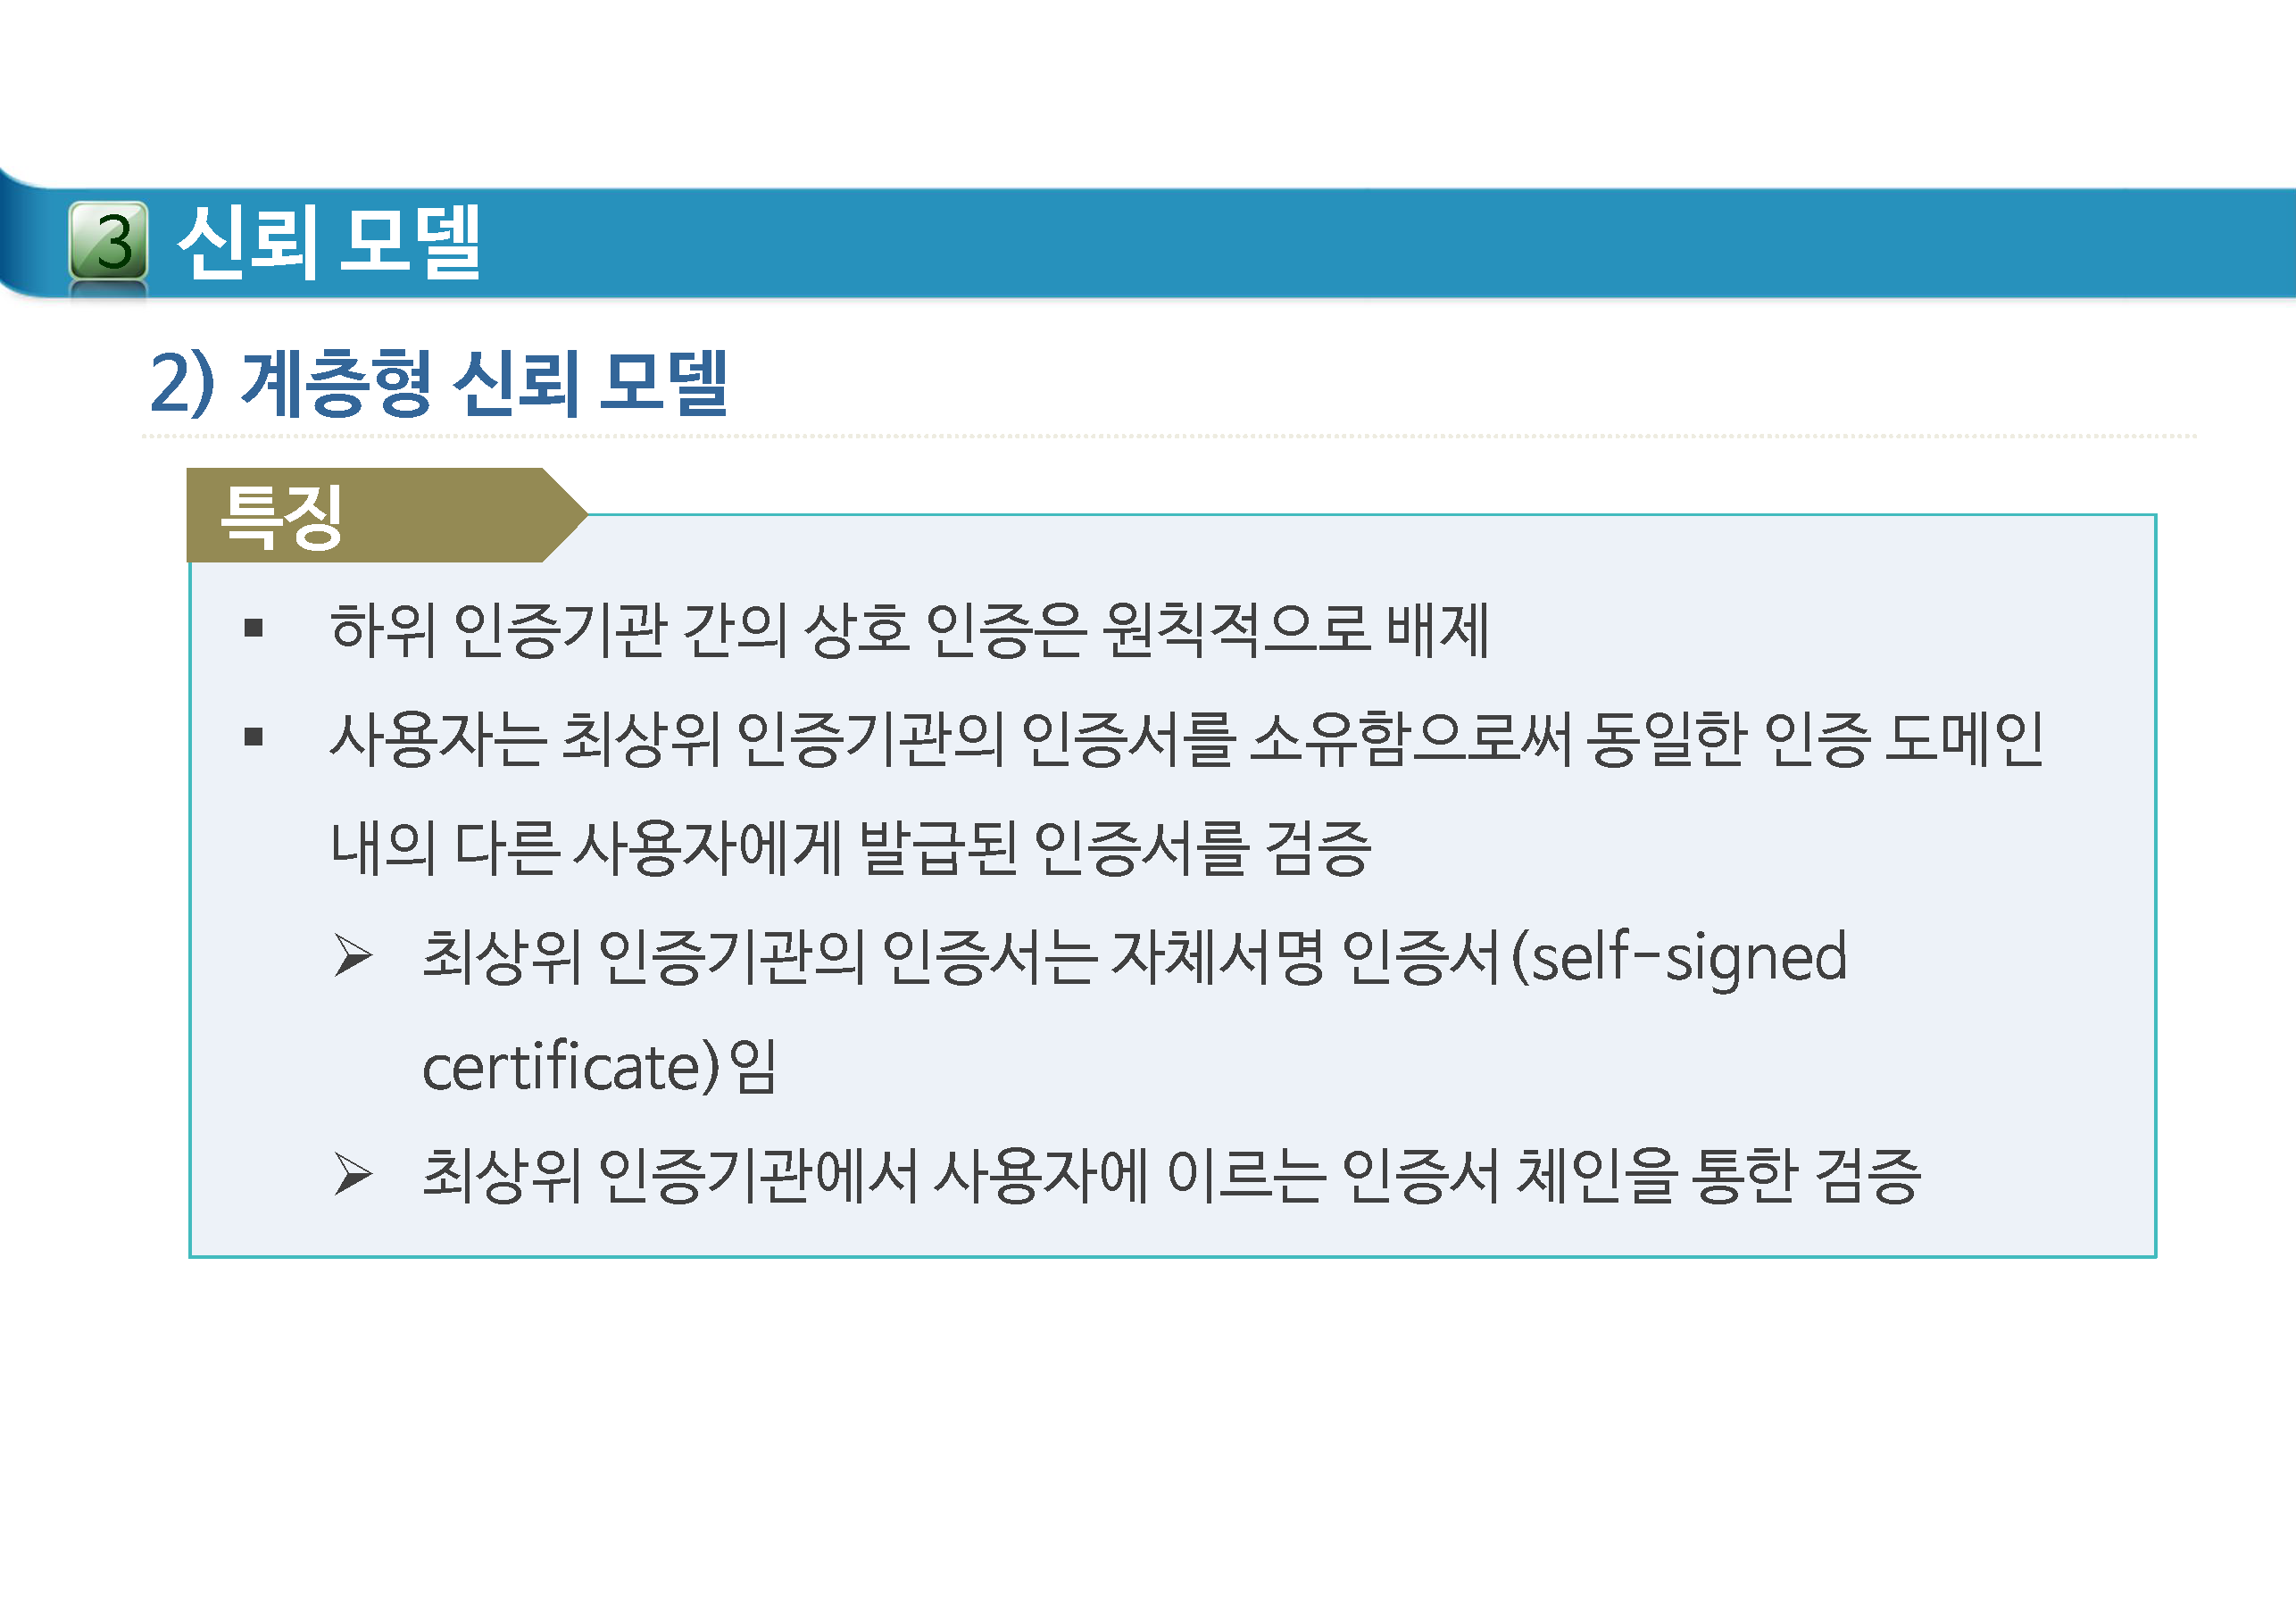 3 신뢰 모델
2) 계층형 신뢰 모델
특징
▪ 하위 인증기관 간의 상호 인증은 원칙적으로 배제
▪ 사용자는 최상위 인증기관의 인증서를 소유함으로써 동일한 인증 도메인
내의 다른 사용자에게 발급된 인증서를 검증
➢ 최상위 인증기관의 인증서는 자체서명 인증서(self-signed
certificate)임
➢ 최상위 인증기관에서 사용자에 이르는 인증서 체인을 통한 검증